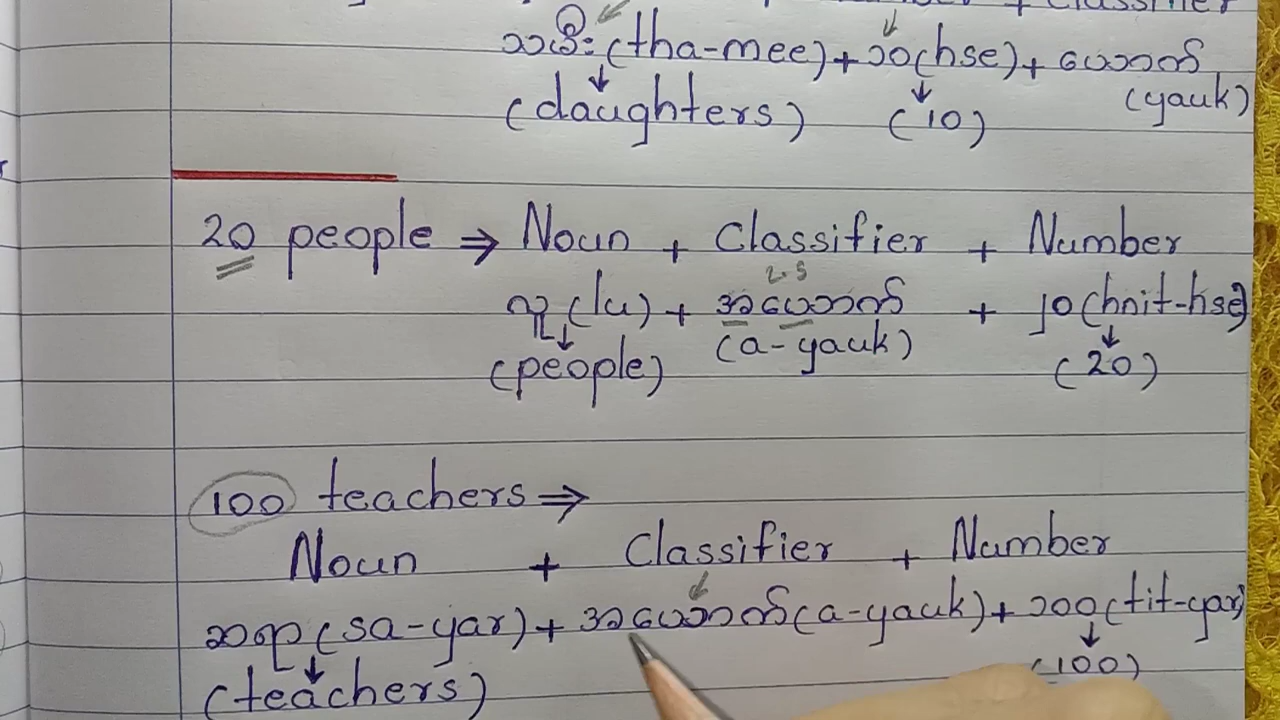 + Classifier
သမီး (tha-mee) + ၁၀ (hse) + ယောက်
(daughters) (10) (yauk)
20 people ⇒ Noun + Classifier + Number
လူ (lu) + အယောက် + ၂၀ (hnit-hse)
(people) (a-yauk) (20)
100 teachers ⇒
Noun + Classifier + Number
ဆရာ (sa-yar) + အယောက် (a-yauk) + ၁၀၀ (tit-yar)
(teachers) (100)